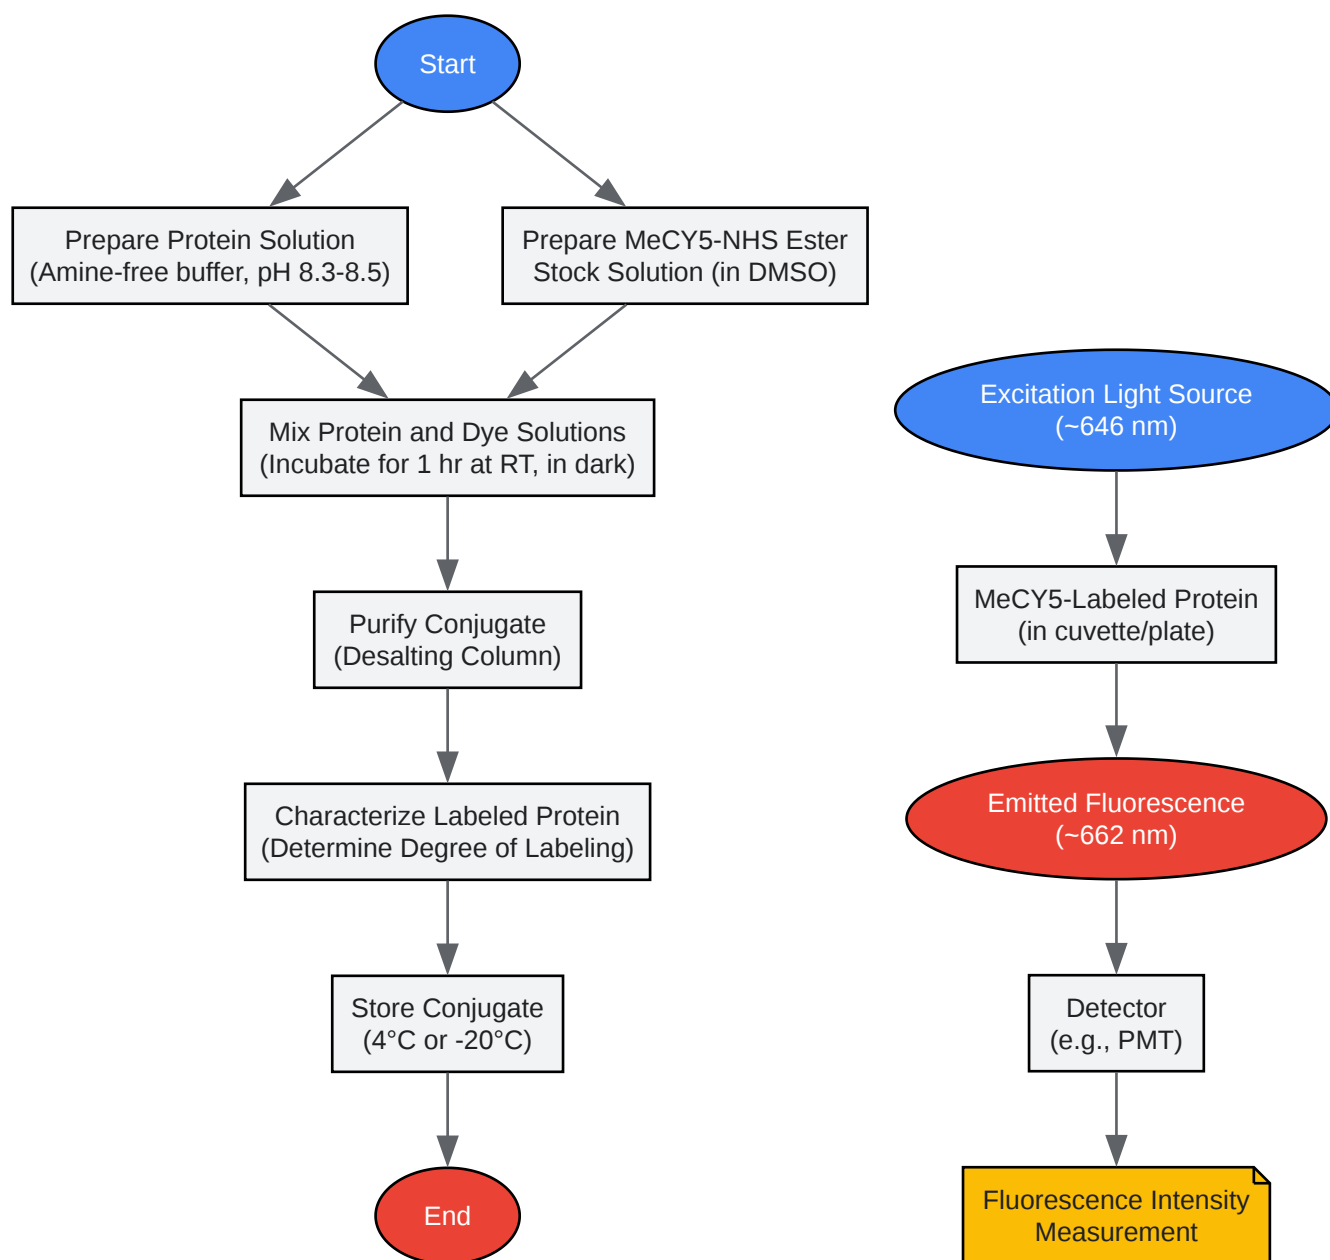 Start
Prepare Protein Solution
(Amine-free buffer, pH 8.3-8.5)
Prepare MeCY5-NHS Ester
Stock Solution (in DMSO)
Mix Protein and Dye Solutions
(Incubate for 1 hr at RT, in dark)
Purify Conjugate
(Desalting Column)
Characterize Labeled Protein
(Determine Degree of Labeling)
Store Conjugate
(4°C or -20°C)
End
Excitation Light Source
(~646 nm)
MeCY5-Labeled Protein
(in cuvette/plate)
Emitted Fluorescence
(~662 nm)
Detector
(e.g., PMT)
Fluorescence Intensity
Measurement